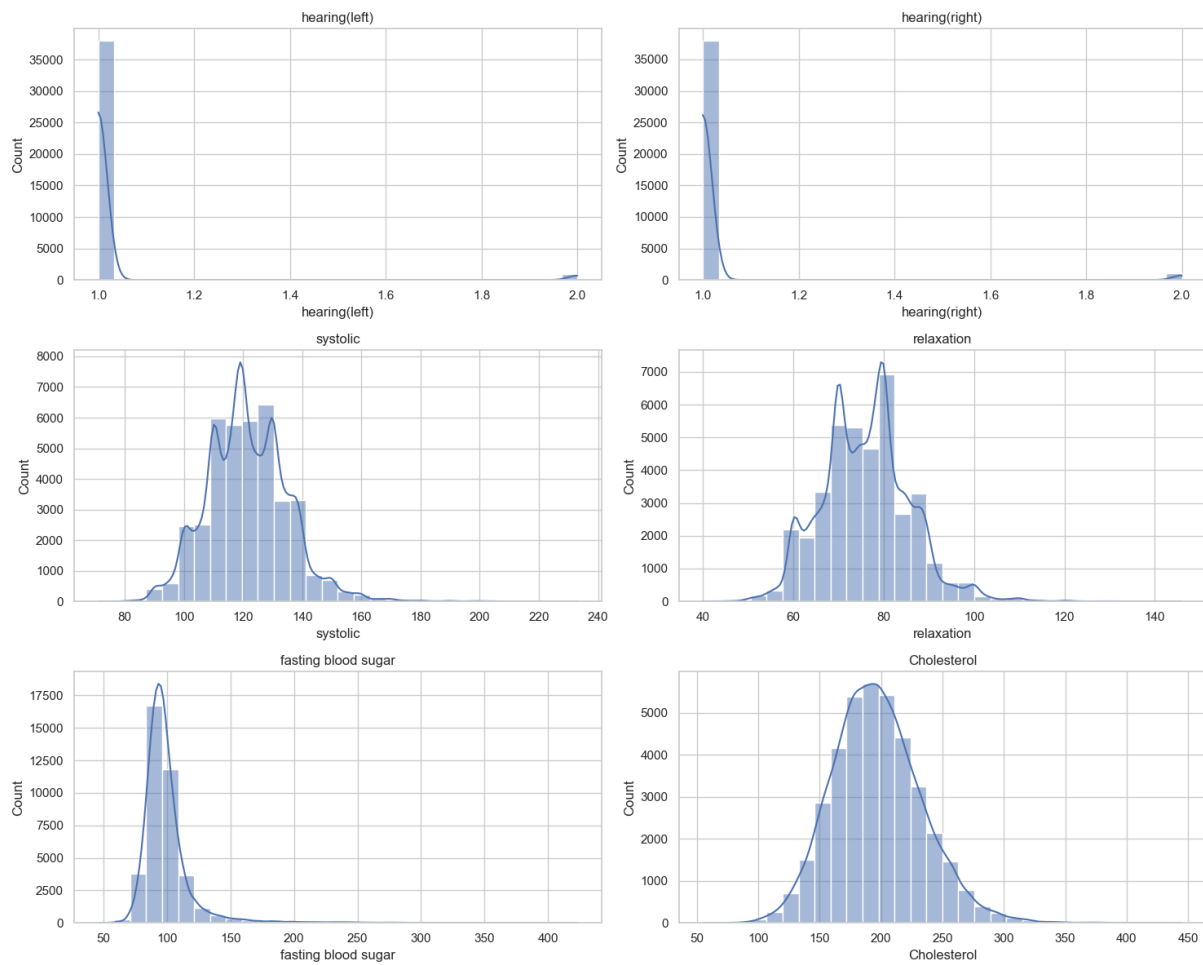 hearing(left)
35000
30000
25000
20000
15000
10000
5000
0
Count
1.0 1.2 1.4 1.6 1.8 2.0
hearing(left)
hearing(right)
35000
30000
25000
20000
15000
10000
5000
0
Count
1.0 1.2 1.4 1.6 1.8 2.0
hearing(right)
systolic
8000
7000
6000
5000
4000
3000
2000
1000
0
Count
80 100 120 140 160 180 200 220 240
systolic
relaxation
7000
6000
5000
4000
3000
2000
1000
0
Count
40 60 80 100 120 140
relaxation
fasting blood sugar
17500
15000
12500
10000
7500
5000
2500
0
Count
50 100 150 200 250 300 350 400
fasting blood sugar
Cholesterol
5000
4000
3000
2000
1000
0
Count
50 100 150 200 250 300 350 400 450
Cholesterol